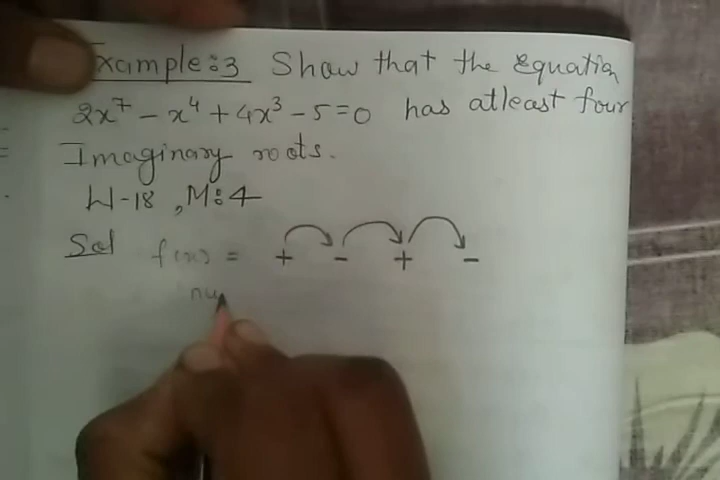 Example:3 Show that the Equation
2x⁷ - x⁴ + 4x³ - 5 = 0 has atleast four
Imaginary roots.
W-18 , M:4
Sol f(x) = + - + -
nu